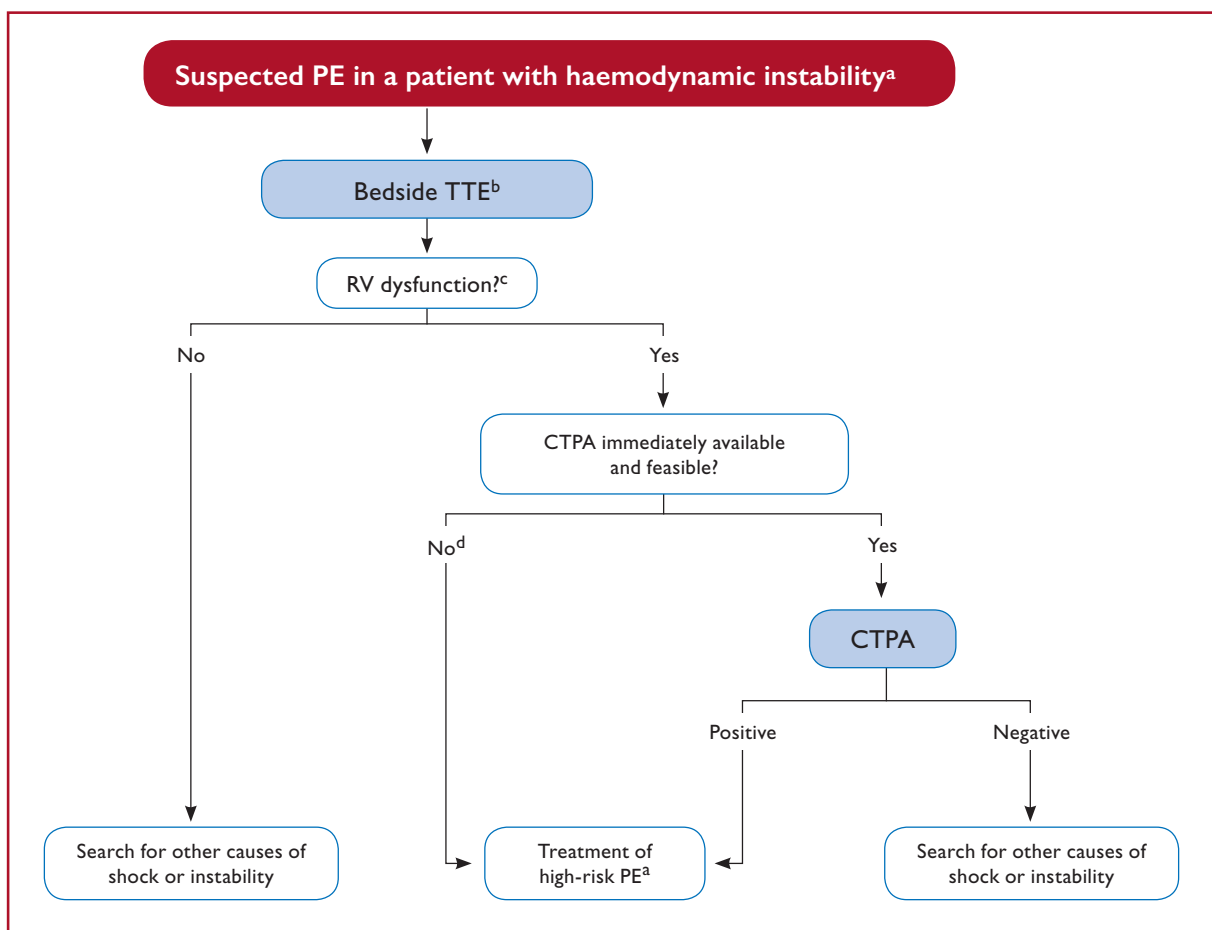 Suspected PE in a patient with haemodynamic instabilityᵃ
Bedside TTEᵇ
RV dysfunction?ᶜ
No
Yes
CTPA immediately available
and feasible?
Noᵈ
Yes
CTPA
Positive
Negative
Search for other causes of
shock or instability
Treatment of
high-risk PEᵃ
Search for other causes of
shock or instability